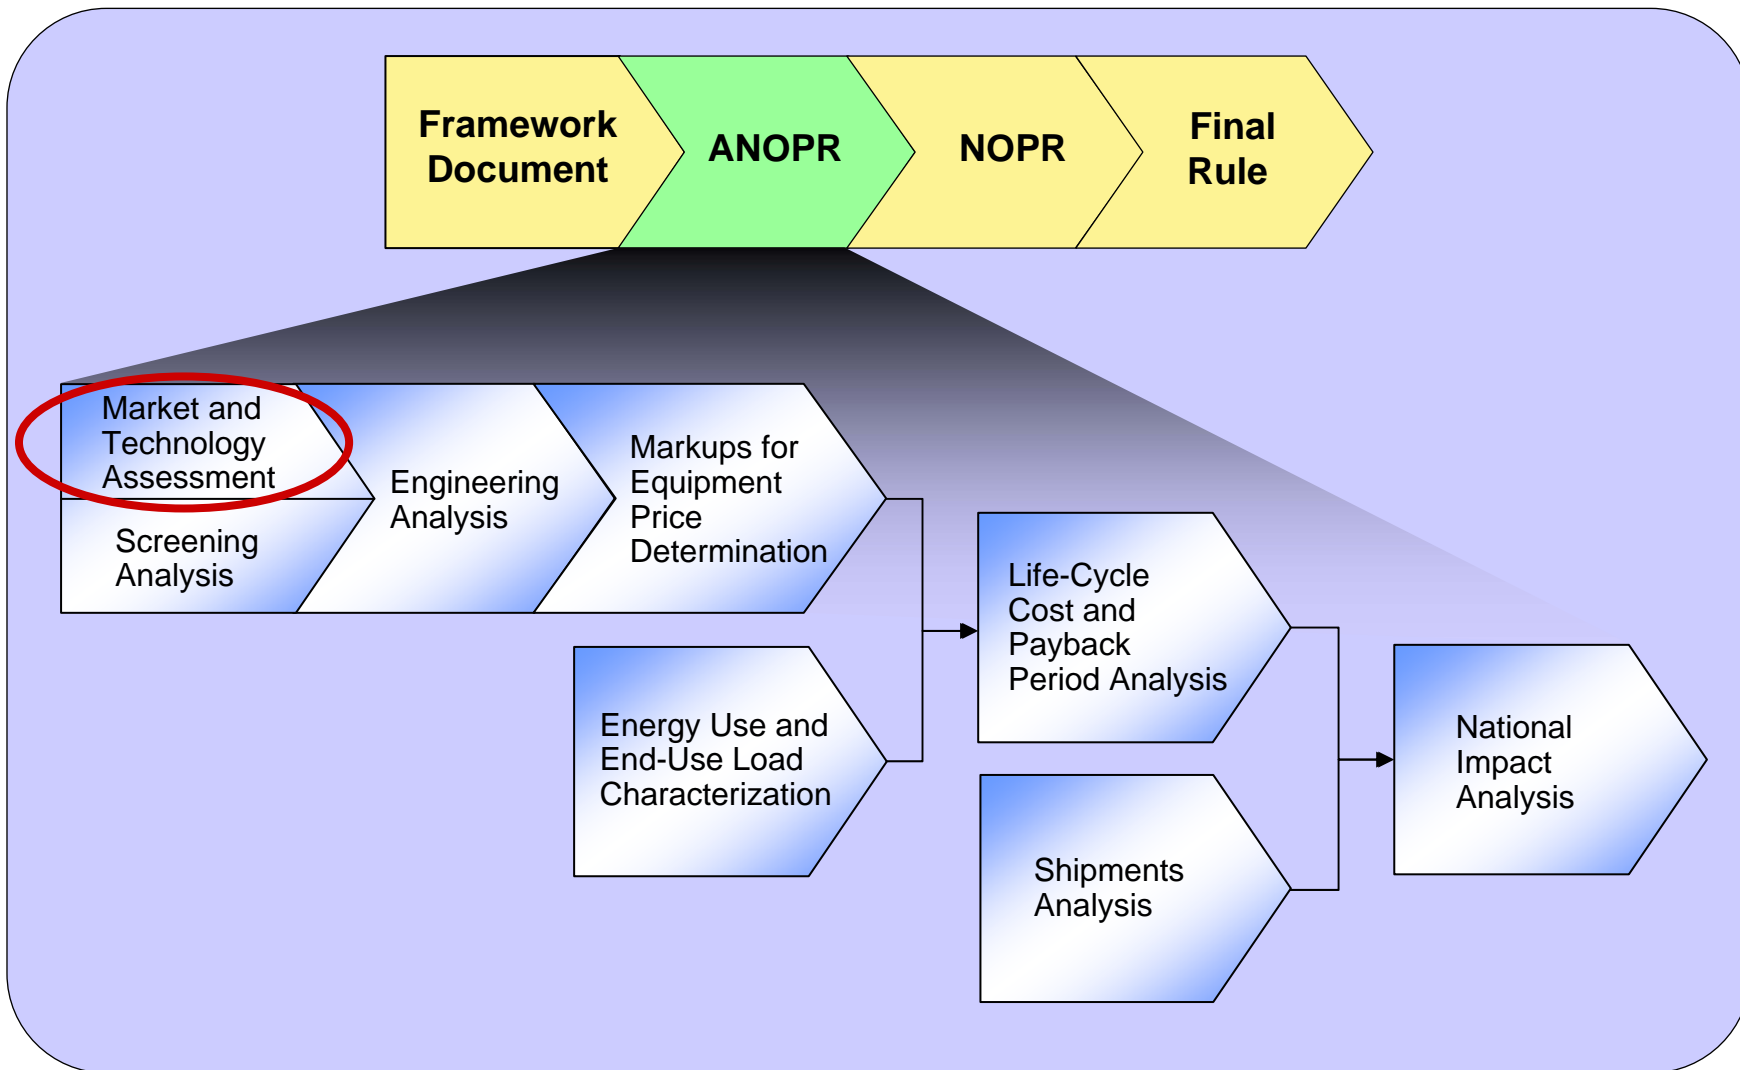 Framework
Document
ANOPR
NOPR
Final
Rule
Market and
Technology
Assessment
Screening
Analysis
Engineering
Analysis
Markups for
Equipment
Price
Determination
Energy Use and
End-Use Load
Characterization
Life-Cycle
Cost and
Payback
Period Analysis
Shipments
Analysis
National
Impact
Analysis